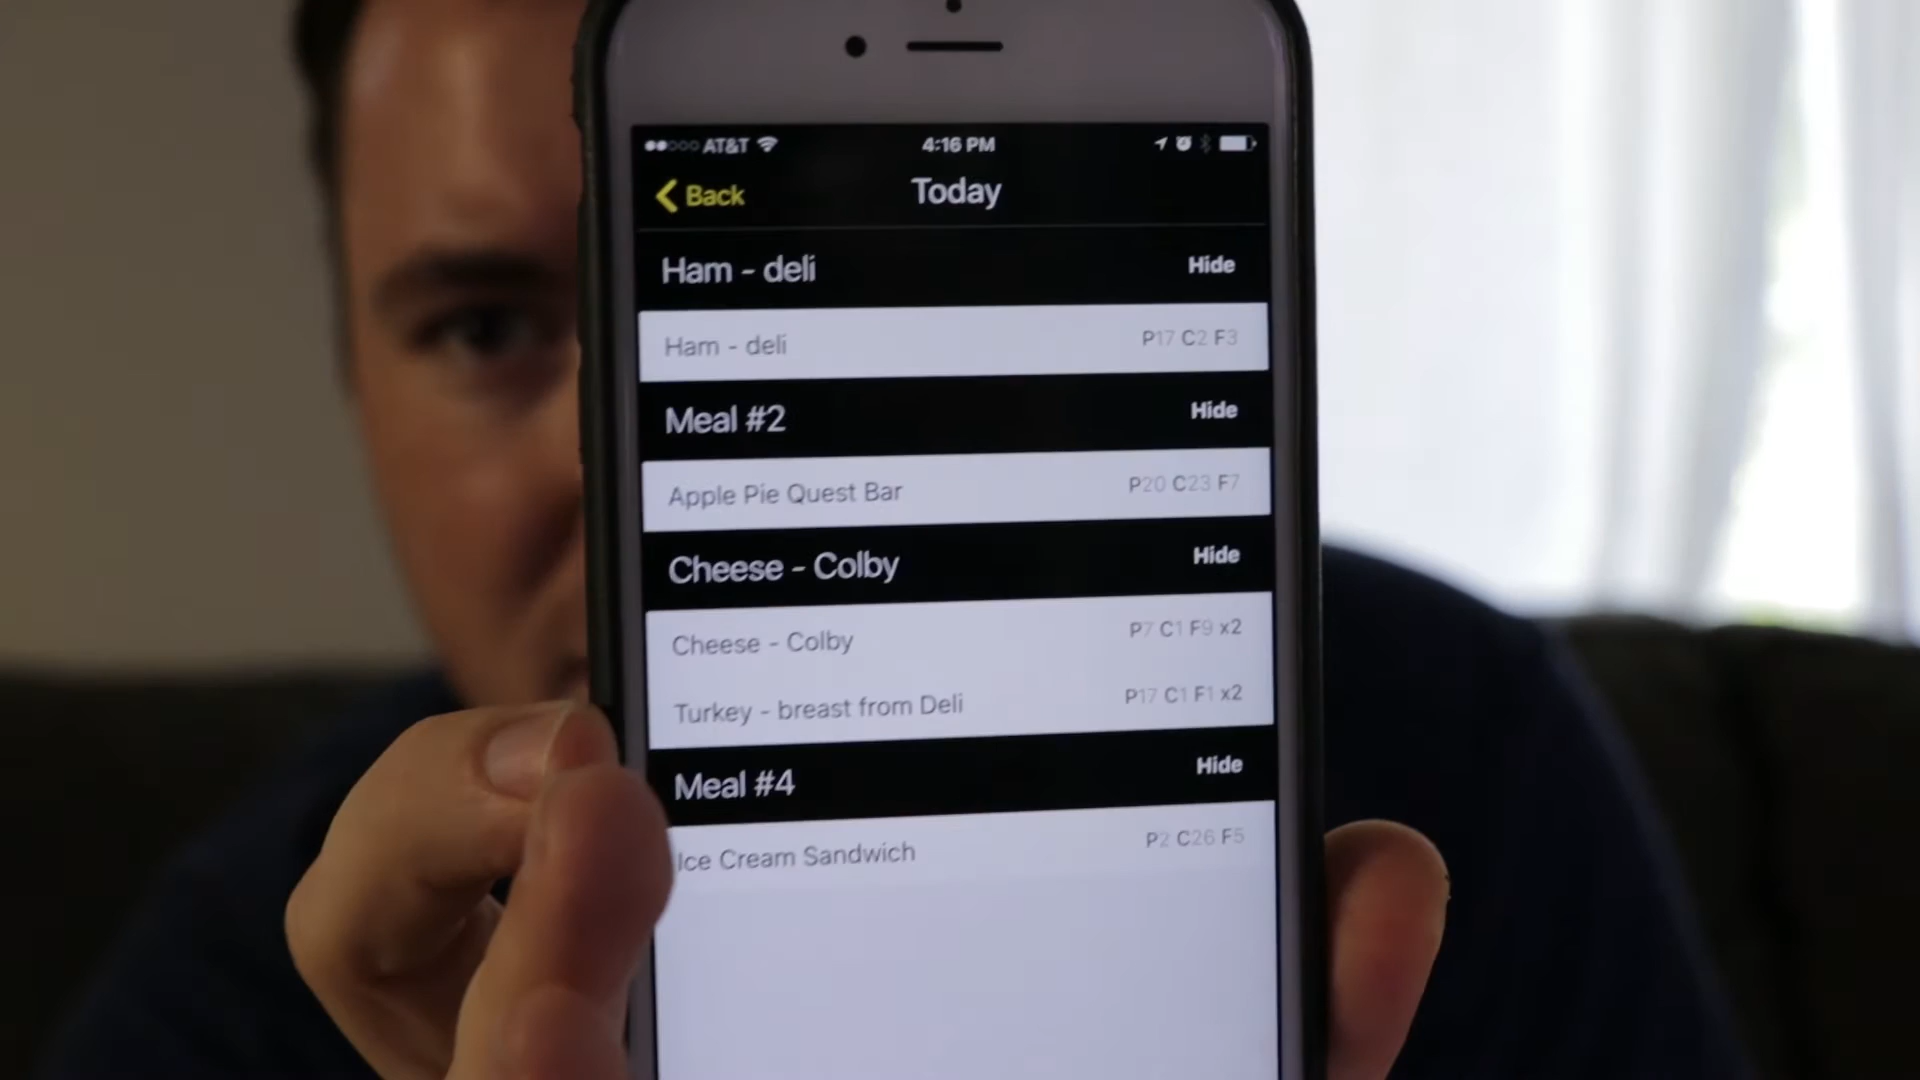 AT&T 4:16 PM
Back Today
Ham - deli Hide
Ham - deli P17 C2 F3
Meal #2 Hide
Apple Pie Quest Bar P20 C23 F7
Cheese - Colby Hide
Cheese - Colby P7 C1 F9 x2
Turkey - breast from Deli P17 C1 F1 x2
Meal #4 Hide
Ice Cream Sandwich P2 C26 F5